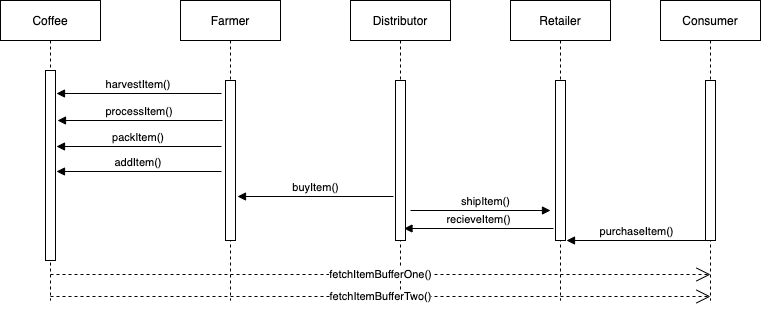 Coffee
Farmer
Distributor
Retailer
Consumer
harvestItem()
processItem()
packItem()
addItem()
buyItem()
shipItem()
recieveItem()
purchaseItem()
fetchItemBufferOne()
fetchItemBufferTwo()